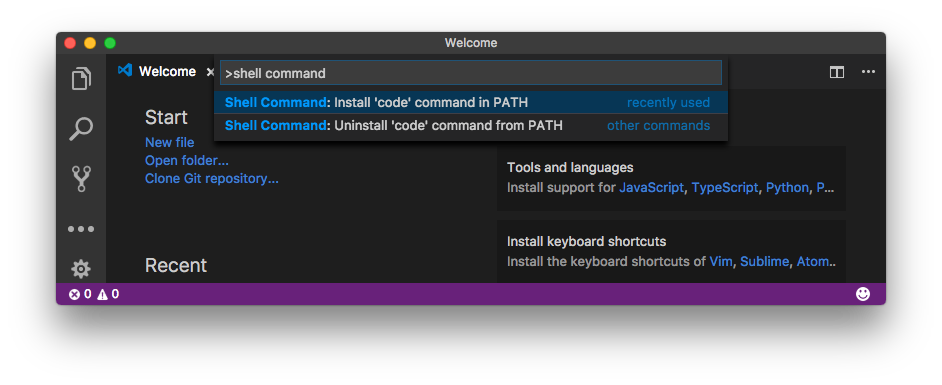 Welcome
Welcome
>shell command
Shell Command: Install 'code' command in PATH recently used
Shell Command: Uninstall 'code' command from PATH other commands
Start
New file
Open folder...
Clone Git repository...
Recent
Tools and languages
Install support for JavaScript, TypeScript, Python, P...
Install keyboard shortcuts
Install the keyboard shortcuts of Vim, Sublime, Atom..
0 0